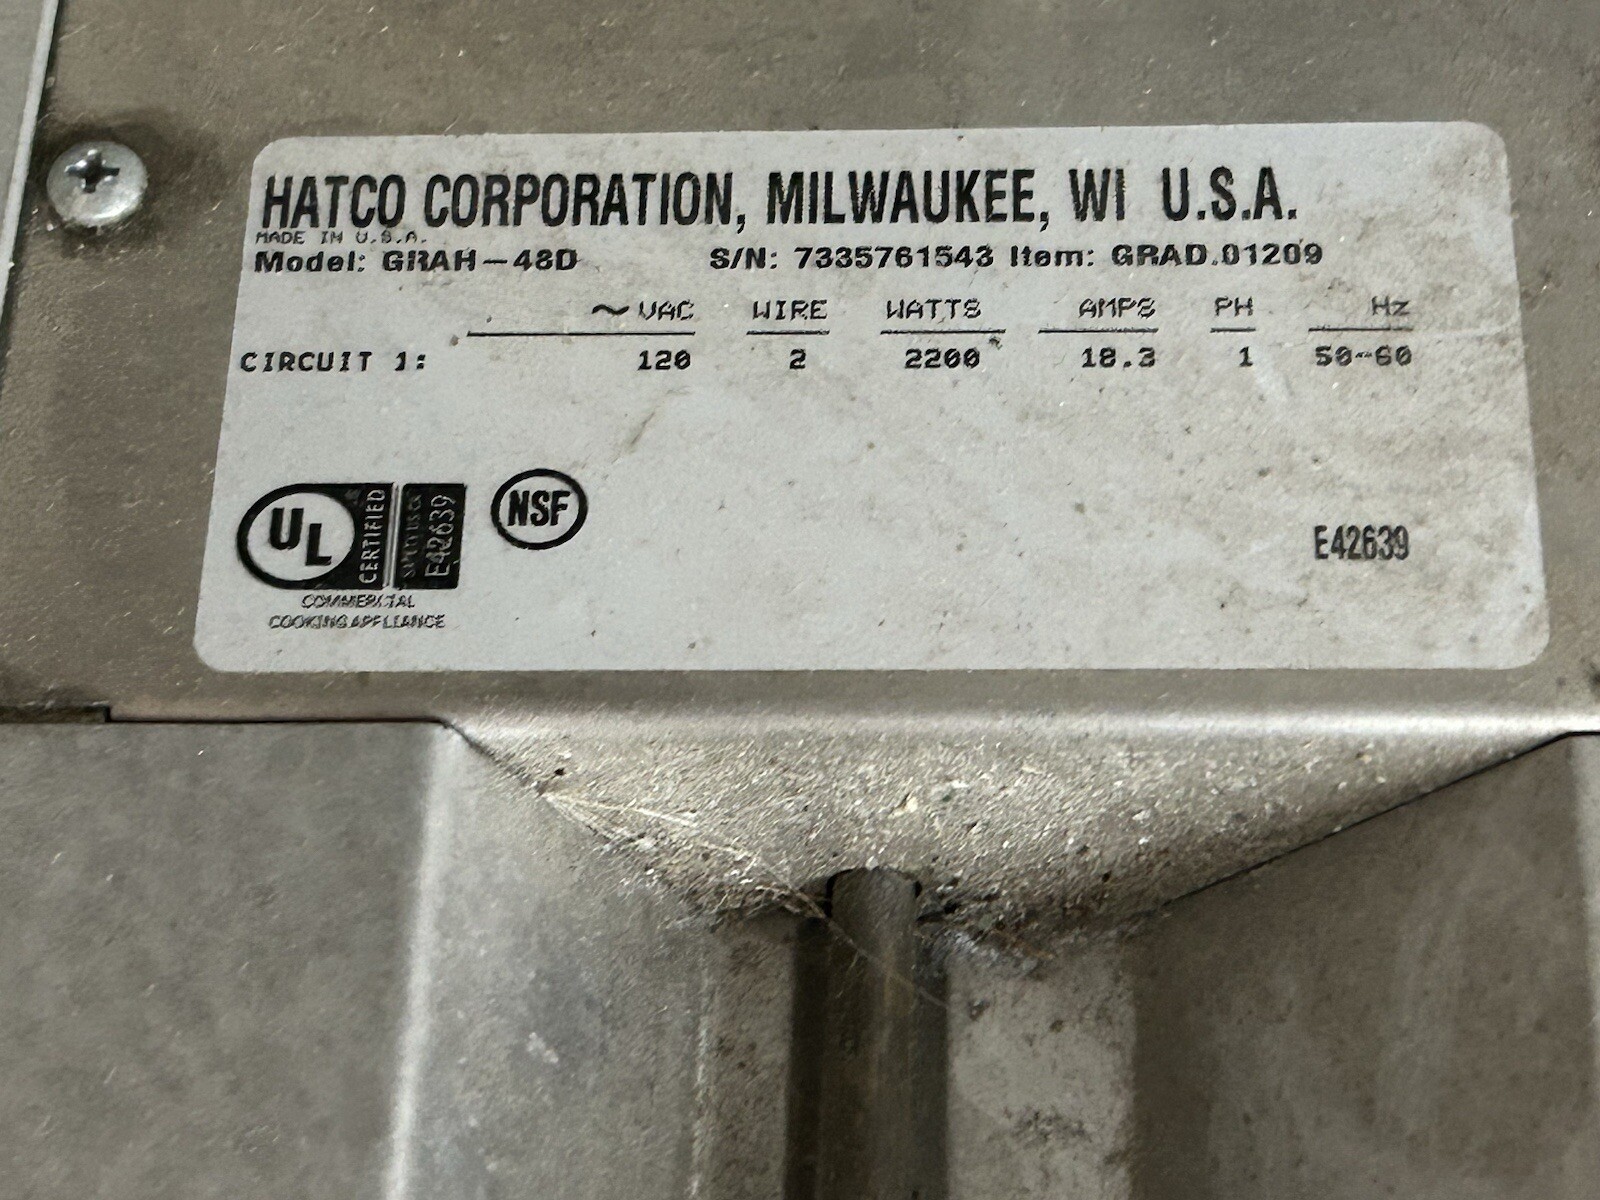 HATCO CORPORATION, MILWAUKEE, WI U.S.A.
MADE IN U.S.A.
Model: GRAH-48D S/N: 7335761543 Item: GRAD.01209
~ VAC WIRE WATTS AMPS PH Hz
CIRCUIT 1: 120 2 2200 18.3 1 50-60
UL CERTIFIED
E42639
NSF
E42639
COMMERCIAL
COOKING APPLIANCE